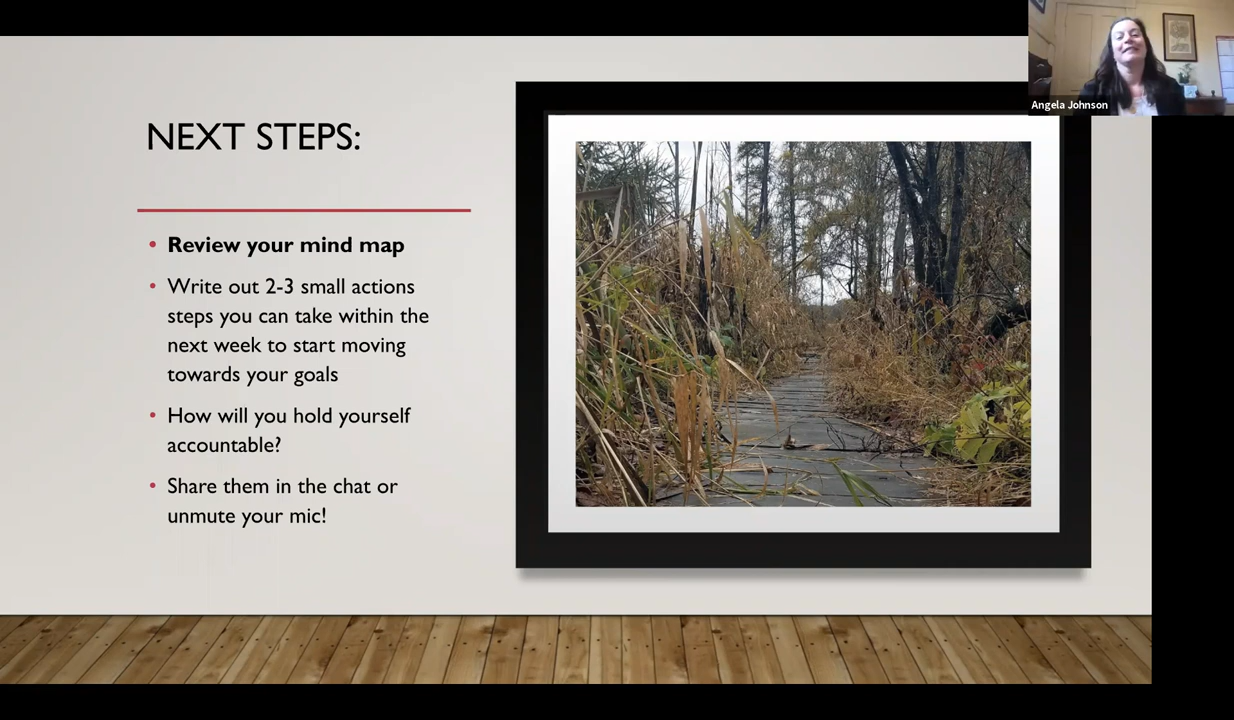 Angela Johnson
NEXT STEPS:
Review your mind map
Write out 2-3 small actions
steps you can take within the
next week to start moving
towards your goals
How will you hold yourself
accountable?
Share them in the chat or
unmute your mic!